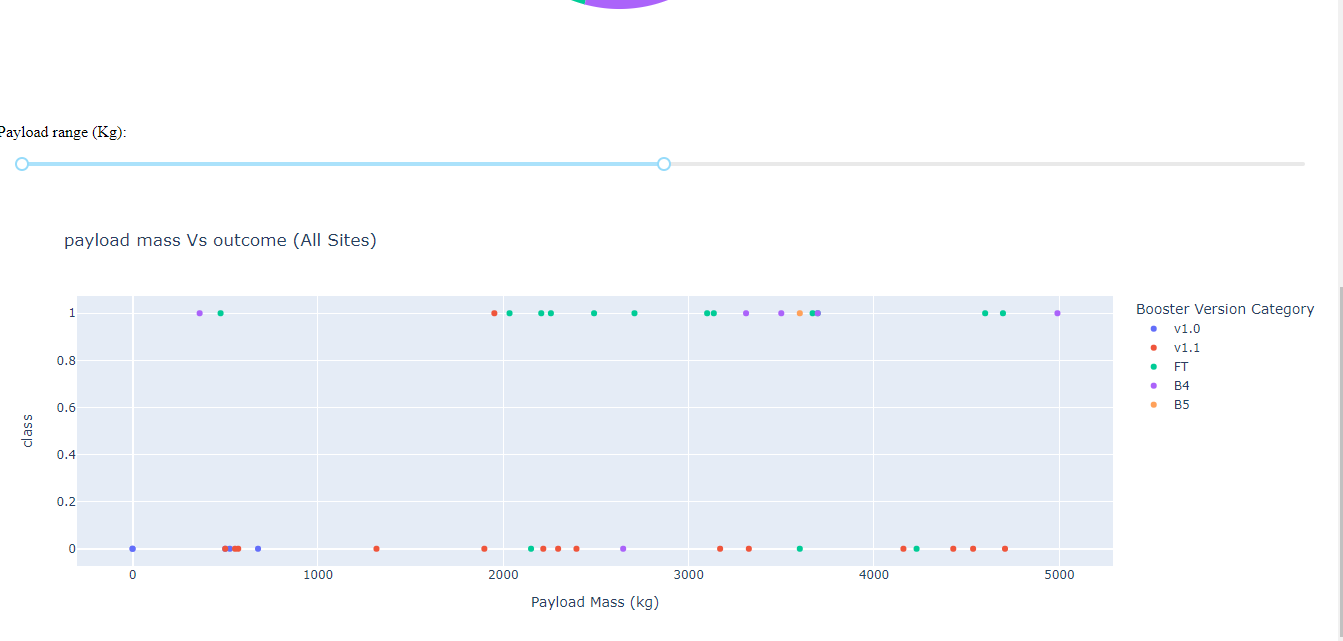 Payload range (Kg):
payload mass Vs outcome (All Sites)
Booster Version Category
v1.0
v1.1
FT
B4
B5
class
1
0.8
0.6
0.4
0.2
0
0 1000 2000 3000 4000 5000
Payload Mass (kg)